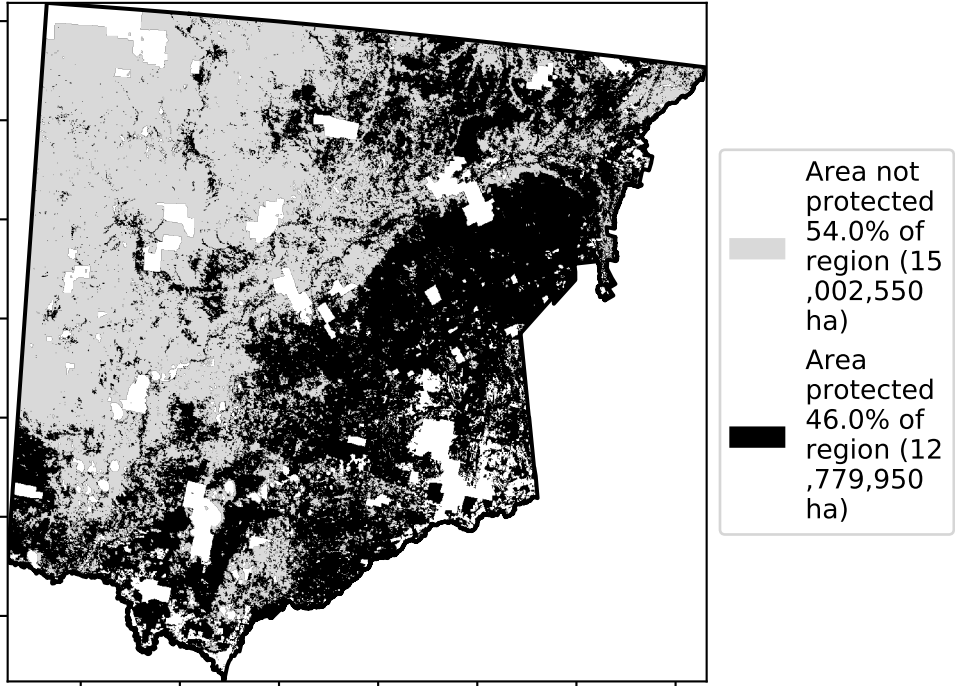 Area not
protected
54.0% of
region (15
,002,550
ha)
Area
protected
46.0% of
region (12
,779,950
ha)